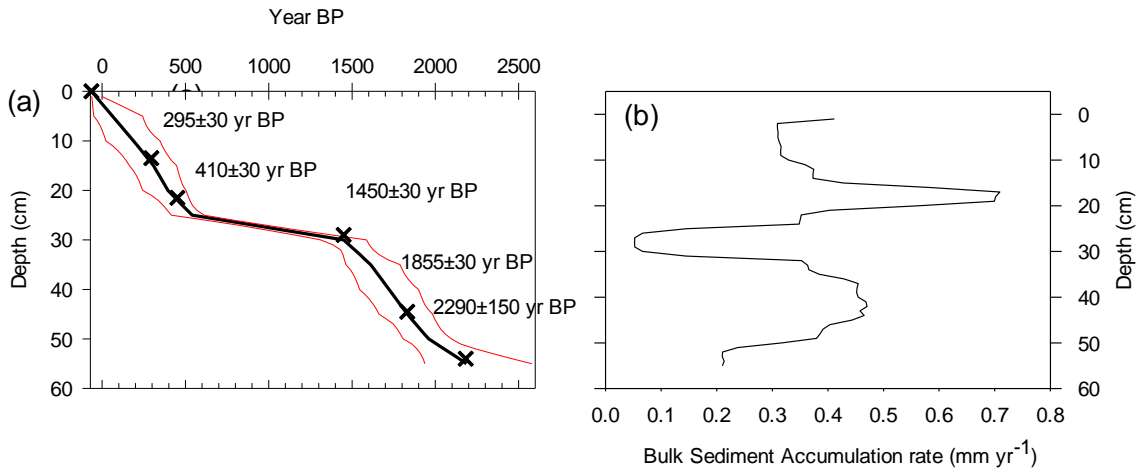 Year BP
0 500 1000 1500 2000 2500
(a)
0
10
20
30
40
50
60
Depth (cm)
295±30 yr BP
410±30 yr BP
1450±30 yr BP
1855±30 yr BP
2290±150 yr BP
(b)
0
10
20
30
40
50
60
Depth (cm)
0.0 0.1 0.2 0.3 0.4 0.5 0.6 0.7 0.8
Bulk Sediment Accumulation rate (mm yr⁻¹)